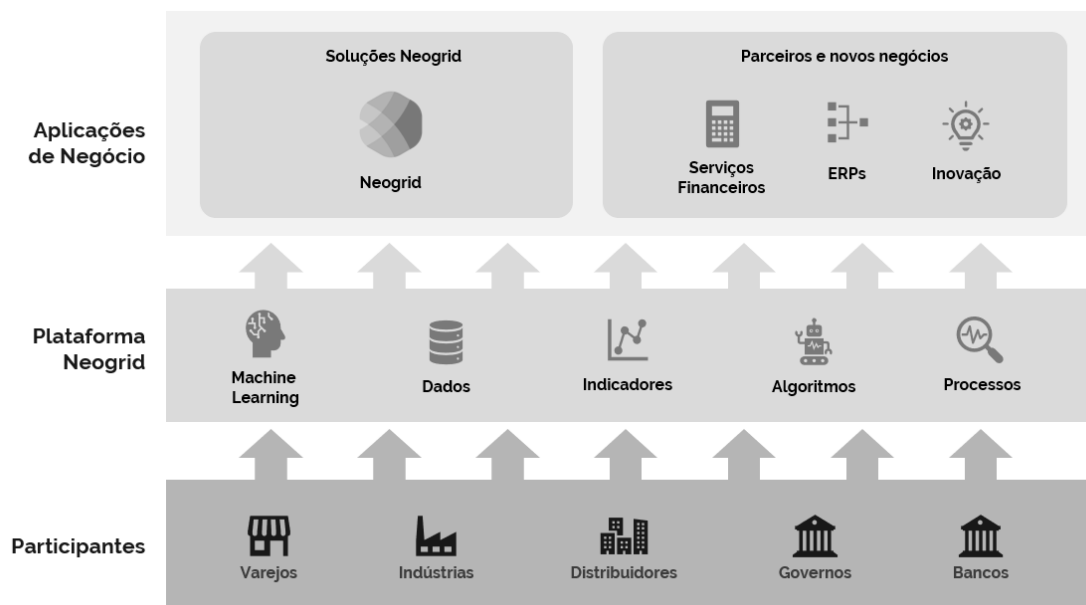 Aplicações
de Negócio
Soluções Neogrid
Neogrid
Parceiros e novos negócios
Serviços
Financeiros
ERPs
Inovação
Plataforma
Neogrid
Machine
Learning
Dados
Indicadores
Algoritmos
Processos
Participantes
Varejos
Indústrias
Distribuidores
Governos
Bancos